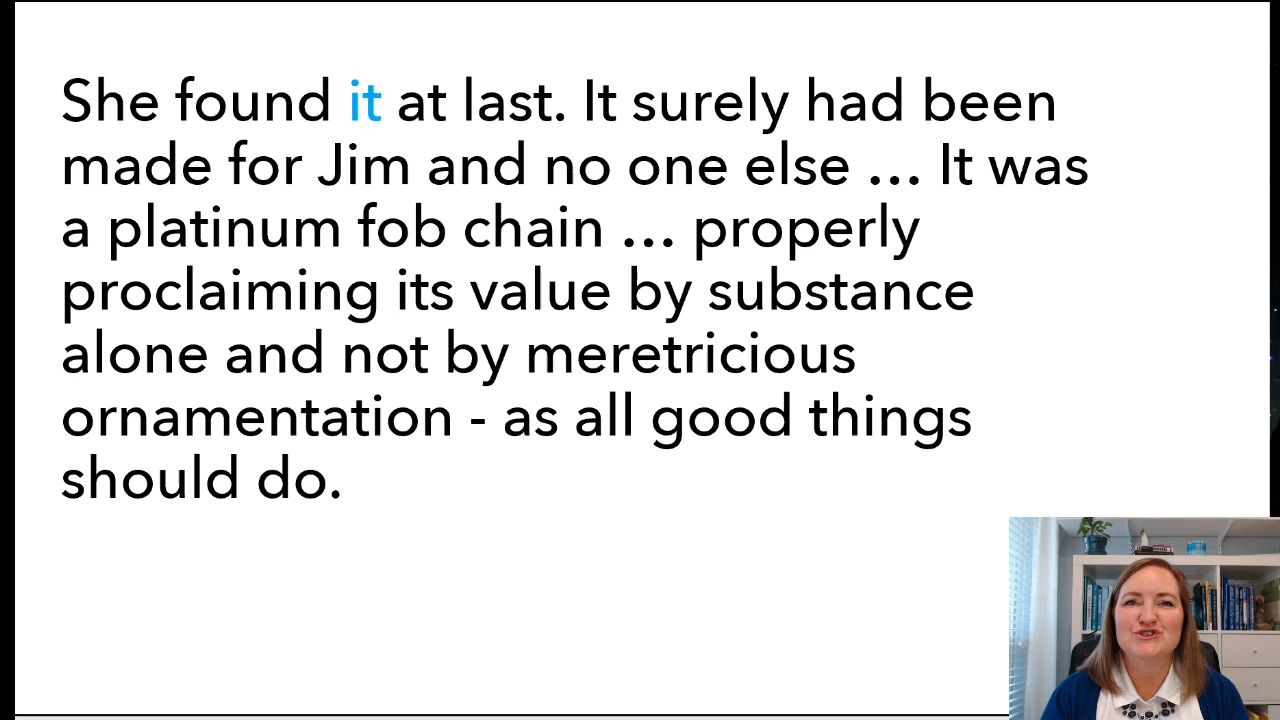 She found it at last. It surely had been
made for Jim and no one else … It was
a platinum fob chain … properly
proclaiming its value by substance
alone and not by meretricious
ornamentation - as all good things
should do.